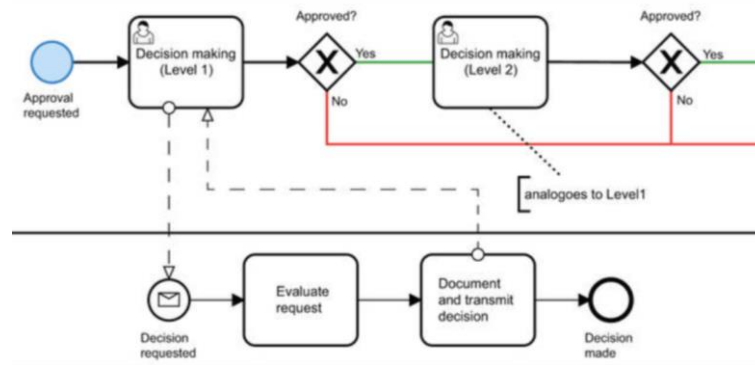 Approved?
Approved?
Decision making
(Level 1)
Yes
Decision making
(Level 2)
Yes
Approval
requested
No
No
analogoes to Level1
Evaluate
request
Document
and transmit
decision
Decision
requested
Decision
made